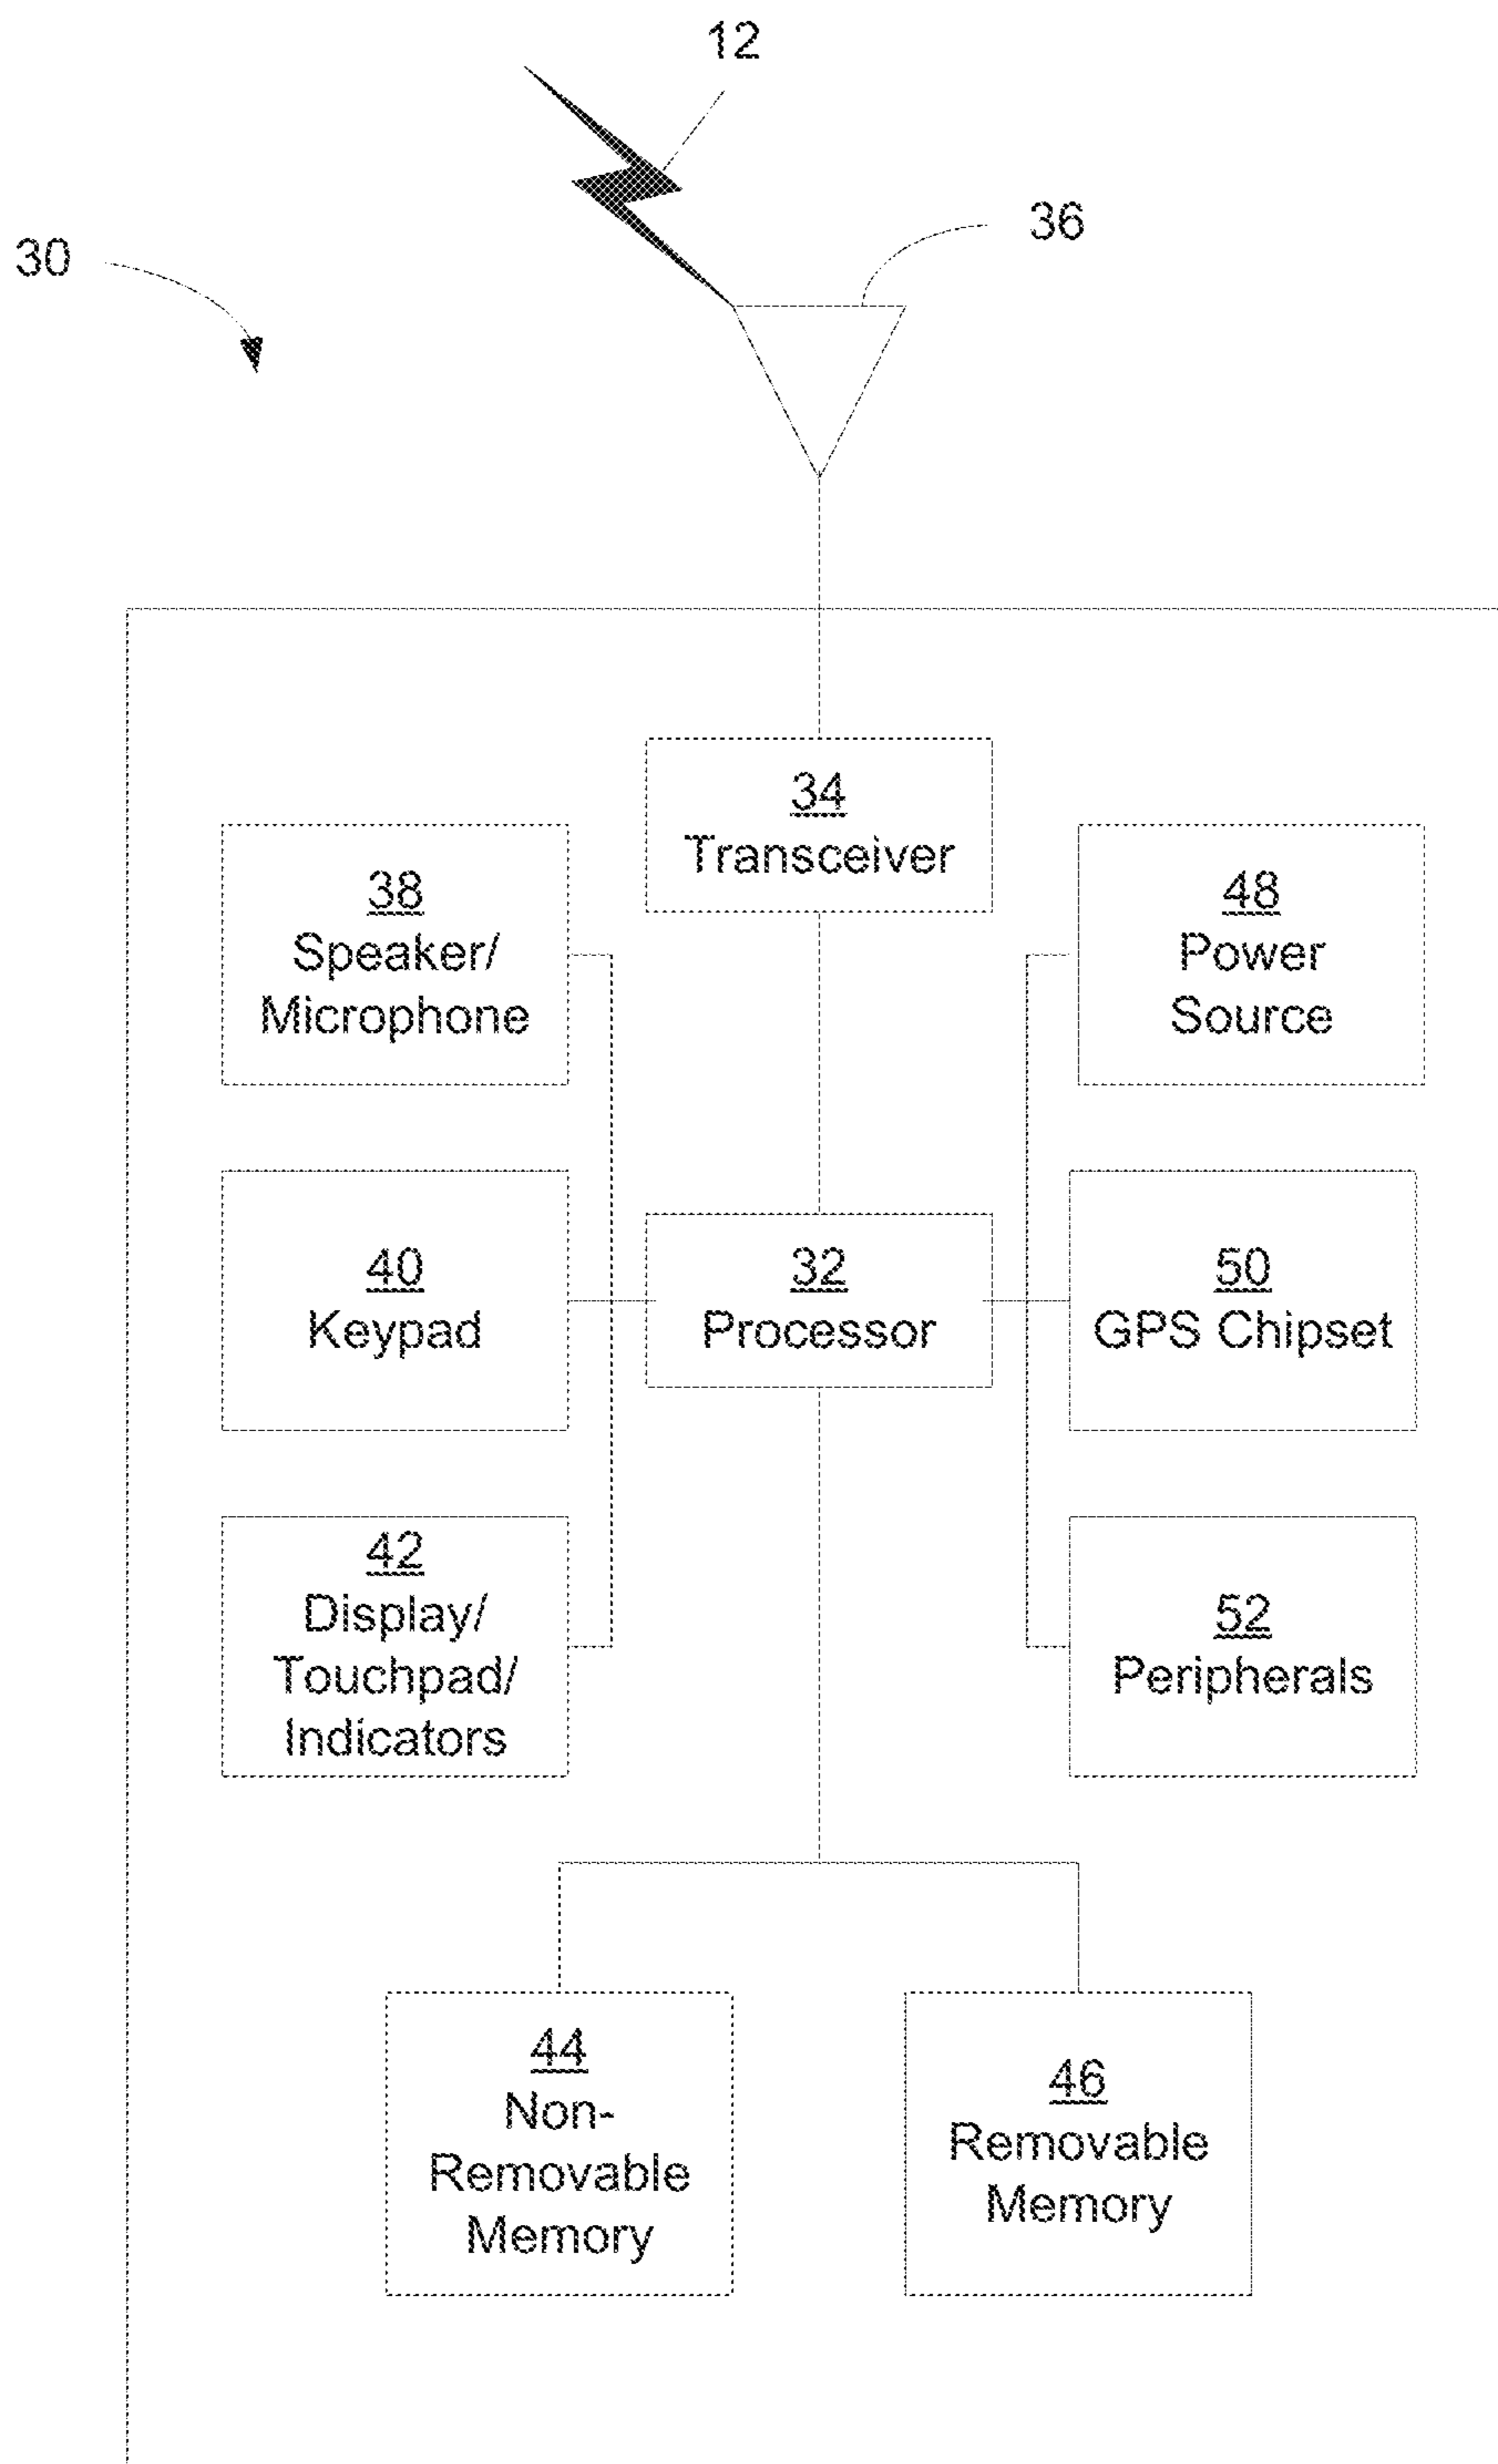 12
36
30
34
Transceiver
38
Speaker/
Microphone
48
Power
Source
40
Keypad
32
Processor
50
GPS Chipset
42
Display/
Touchpad/
Indicators
52
Peripherals
44
Non-
Removable
Memory
46
Removable
Memory